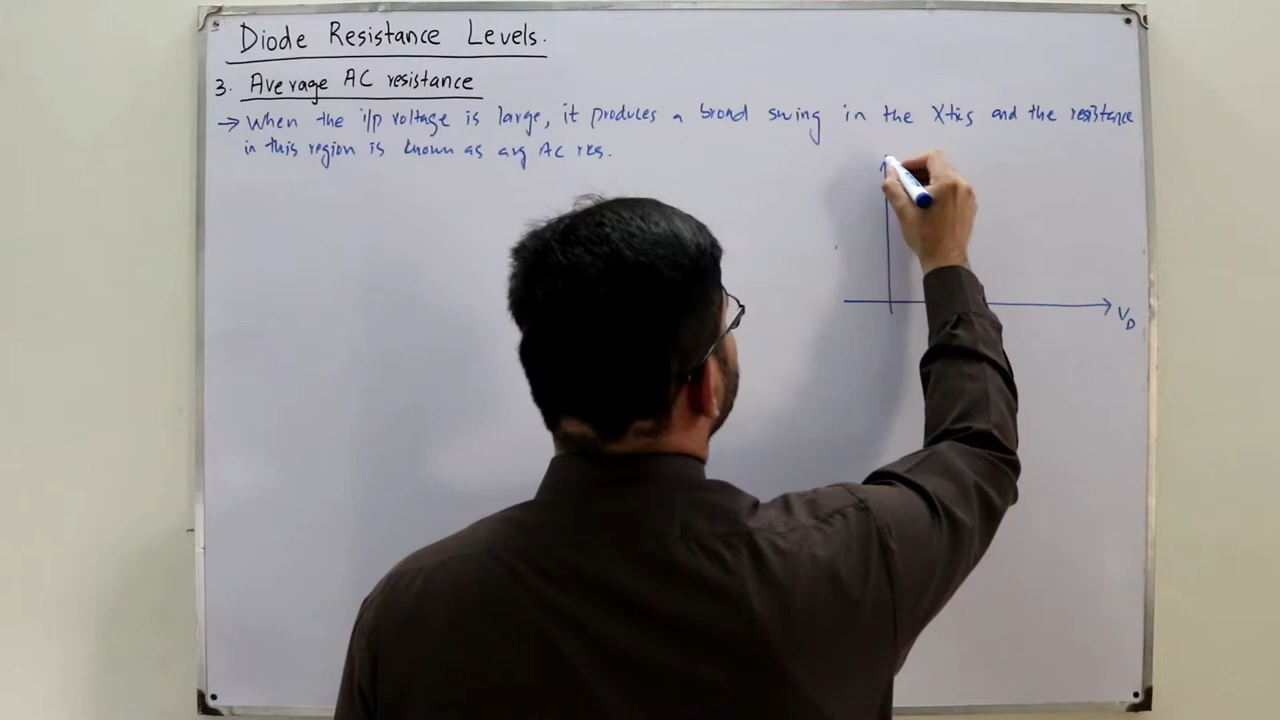 Diode Resistance Levels.
3. Average AC resistance
→ When the i/p voltage is large, it produces a broad swing in the Xtics and the resistance
in this region is known as avg AC res.
V_D